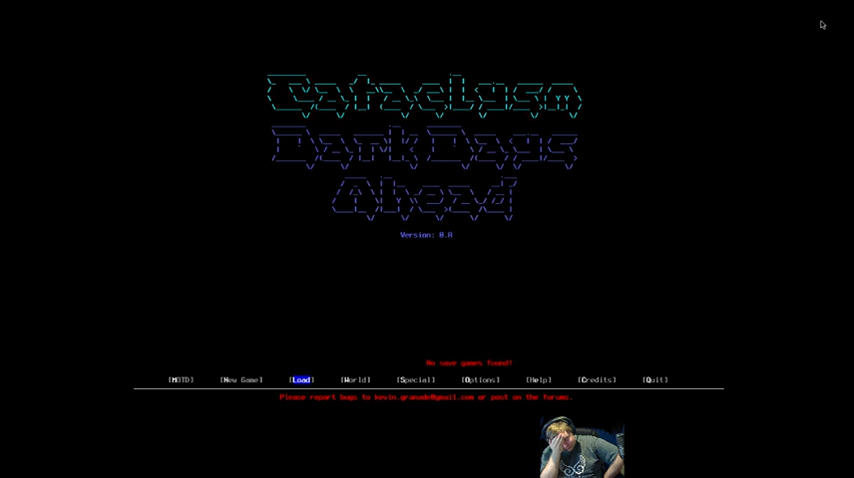 Cataclysm
Dark Days
Ahead
Version: 0.A
No save games found!
[MOTD] [New Game] [Load] [World] [Special] [Options] [Help] [Credits] [Quit]
Please report bugs to kevin.granade@gmail.com or post on the forums.